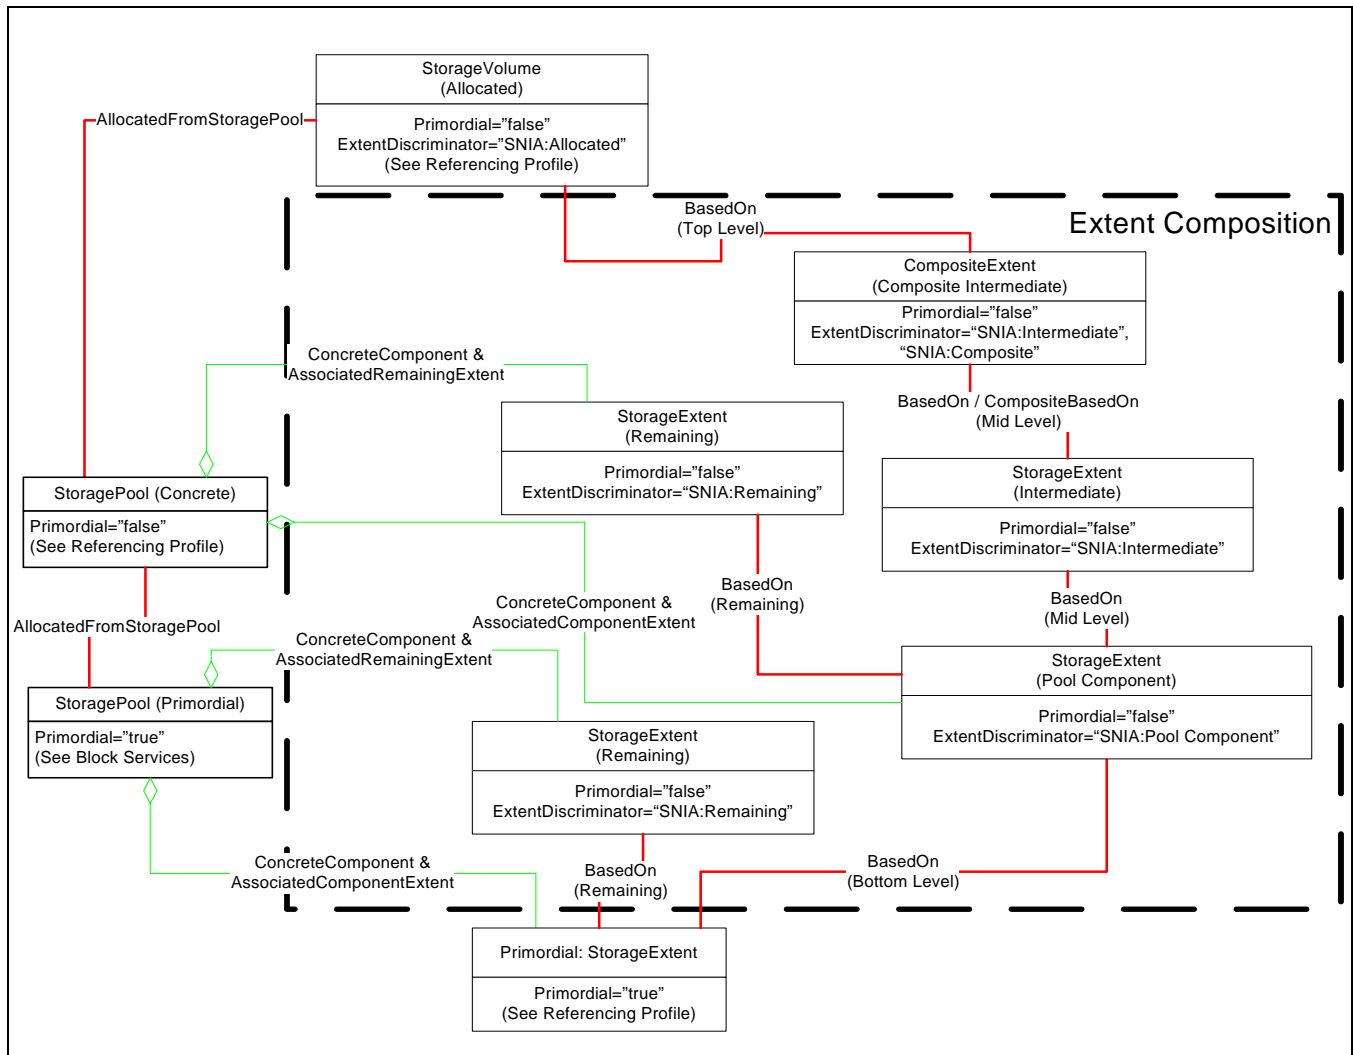 StorageVolume
(Allocated)
AllocatedFromStoragePool
Primordial=”false”
ExtentDiscriminator=”SNIA:Allocated”
(See Referencing Profile)
BasedOn
(Top Level)
Extent Composition
CompositeExtent
(Composite Intermediate)
Primordial=”false”
ExtentDiscriminator=“SNIA:Intermediate”,
“SNIA:Composite”
ConcreteComponent &
AssociatedRemainingExtent
BasedOn / CompositeBasedOn
(Mid Level)
StorageExtent
(Remaining)
Primordial=”false”
ExtentDiscriminator=“SNIA:Remaining”
StorageExtent
(Intermediate)
Primordial=”false”
ExtentDiscriminator=“SNIA:Intermediate”
StoragePool (Concrete)
Primordial=”false”
(See Referencing Profile)
BasedOn
(Remaining)
BasedOn
(Mid Level)
ConcreteComponent &
AssociatedComponentExtent
AllocatedFromStoragePool
ConcreteComponent &
AssociatedRemainingExtent
StorageExtent
(Pool Component)
Primordial=”false”
ExtentDiscriminator=“SNIA:Pool Component”
StoragePool (Primordial)
Primordial=”true”
(See Block Services)
StorageExtent
(Remaining)
Primordial=”false”
ExtentDiscriminator=“SNIA:Remaining”
ConcreteComponent &
AssociatedComponentExtent
BasedOn
(Remaining)
BasedOn
(Bottom Level)
Primordial: StorageExtent
Primordial=”true”
(See Referencing Profile)